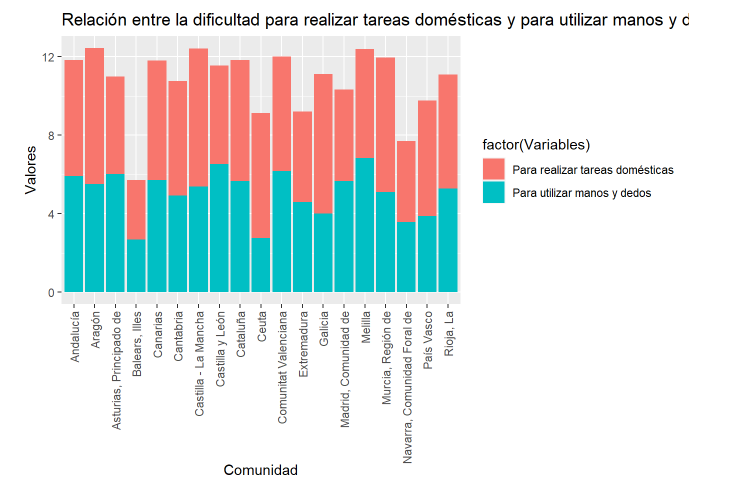 Relación entre la dificultad para realizar tareas domésticas y para utilizar manos y d
12
8
4
0
Valores
Andalucía
Aragón
Asturias, Principado de
Balears, Illes
Canarias
Cantabria
Castilla - La Mancha
Castilla y León
Cataluña
Ceuta
Comunitat Valenciana
Extremadura
Galicia
Madrid, Comunidad de
Melilla
Murcia, Región de
Navarra, Comunidad Foral de
País Vasco
Rioja, La
Comunidad
factor(Variables)
Para realizar tareas domésticas
Para utilizar manos y dedos